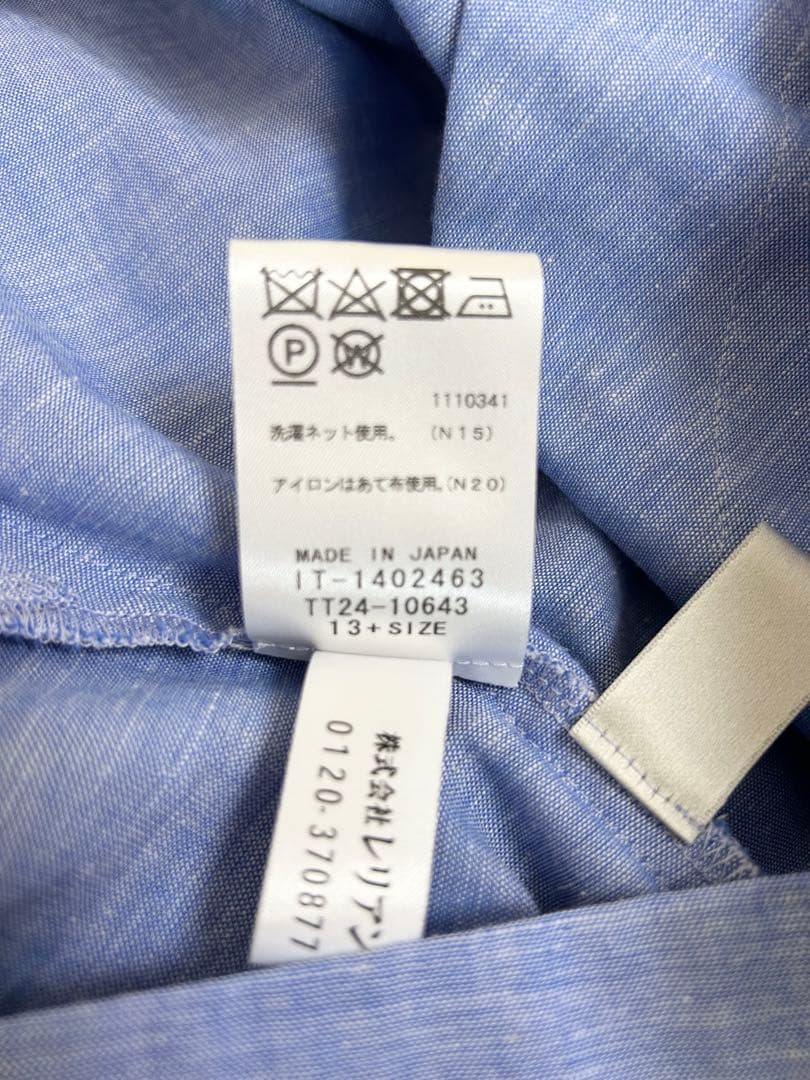 P W
1110341
洗濯ネット使用。 (N15)
アイロンはあて布使用。(N20)
MADE IN JAPAN
IT-1402463
TT24-10643
13+SIZE
株式会社レリアン
0120-370877